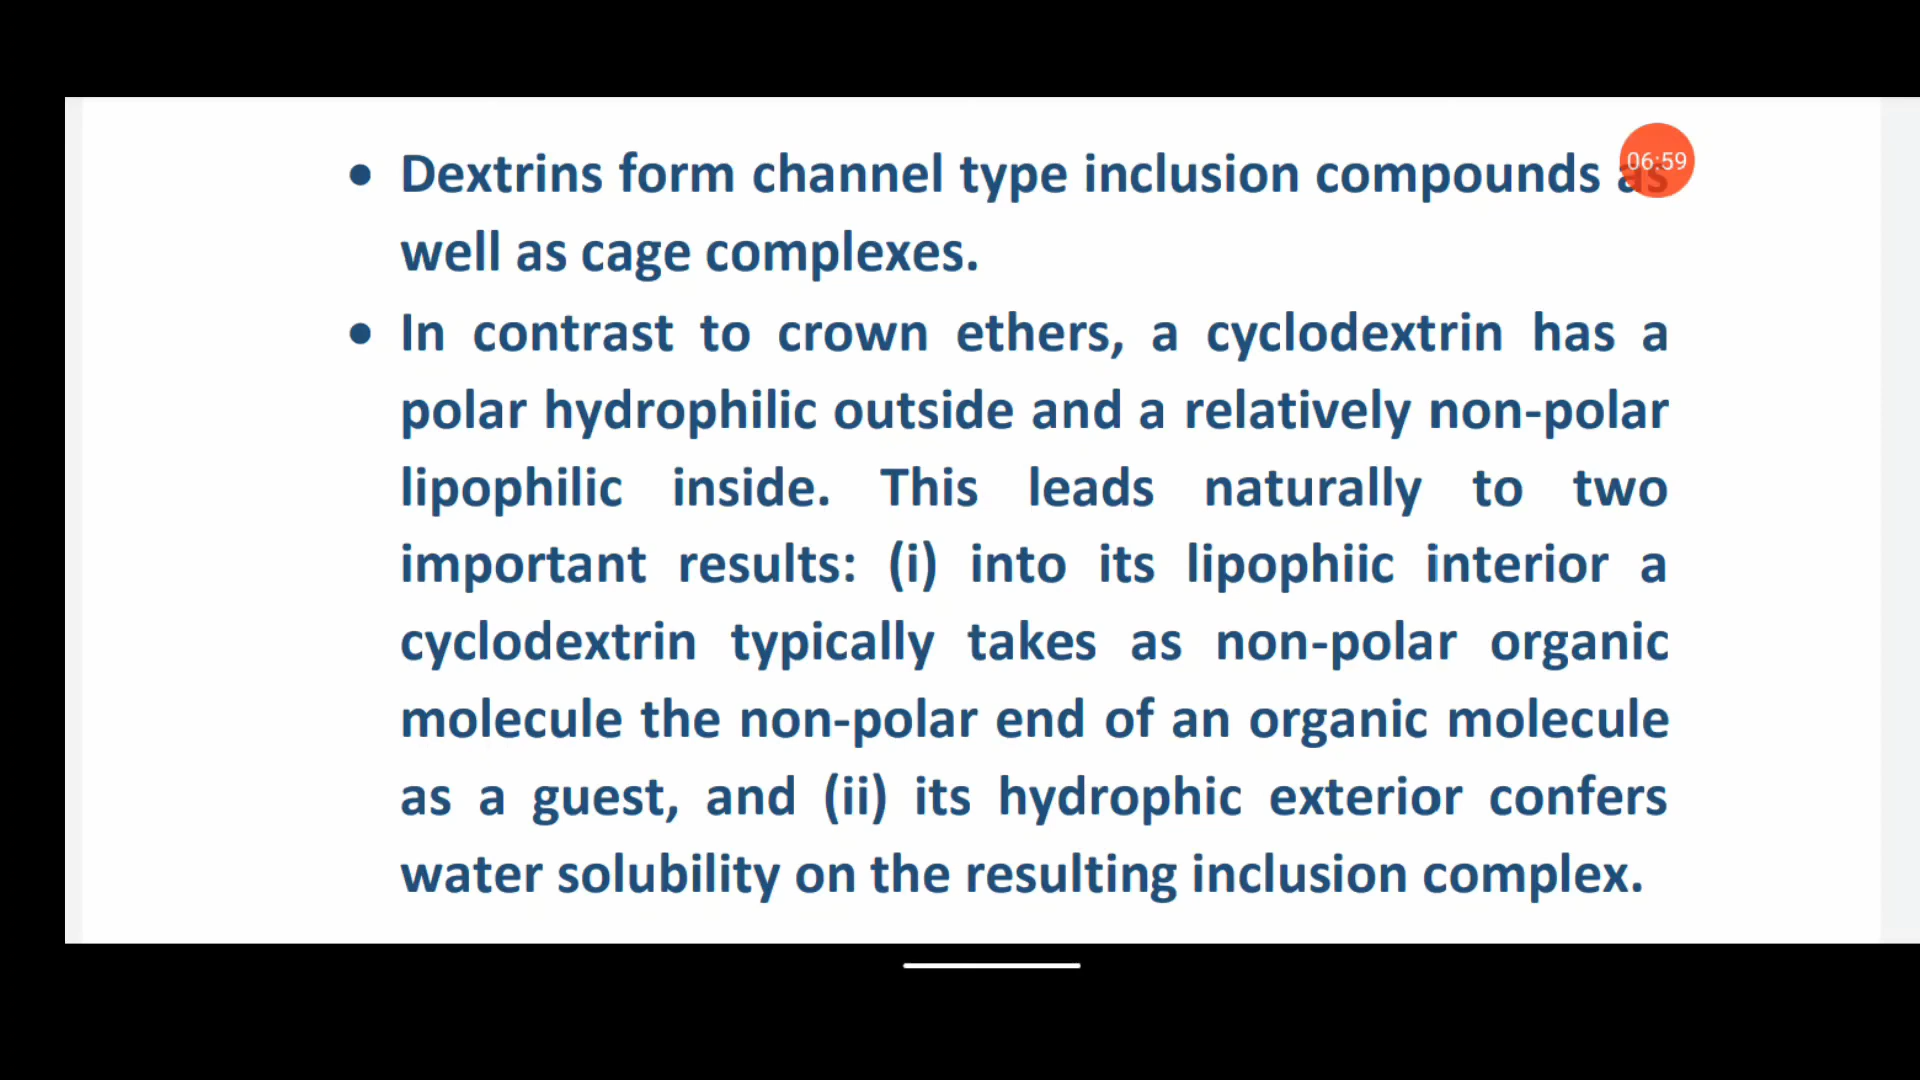 • Dextrins form channel type inclusion compounds as
06:59
well as cage complexes.
• In contrast to crown ethers, a cyclodextrin has a
polar hydrophilic outside and a relatively non-polar
lipophilic inside. This leads naturally to two
important results: (i) into its lipophiic interior a
cyclodextrin typically takes as non-polar organic
molecule the non-polar end of an organic molecule
as a guest, and (ii) its hydrophic exterior confers
water solubility on the resulting inclusion complex.